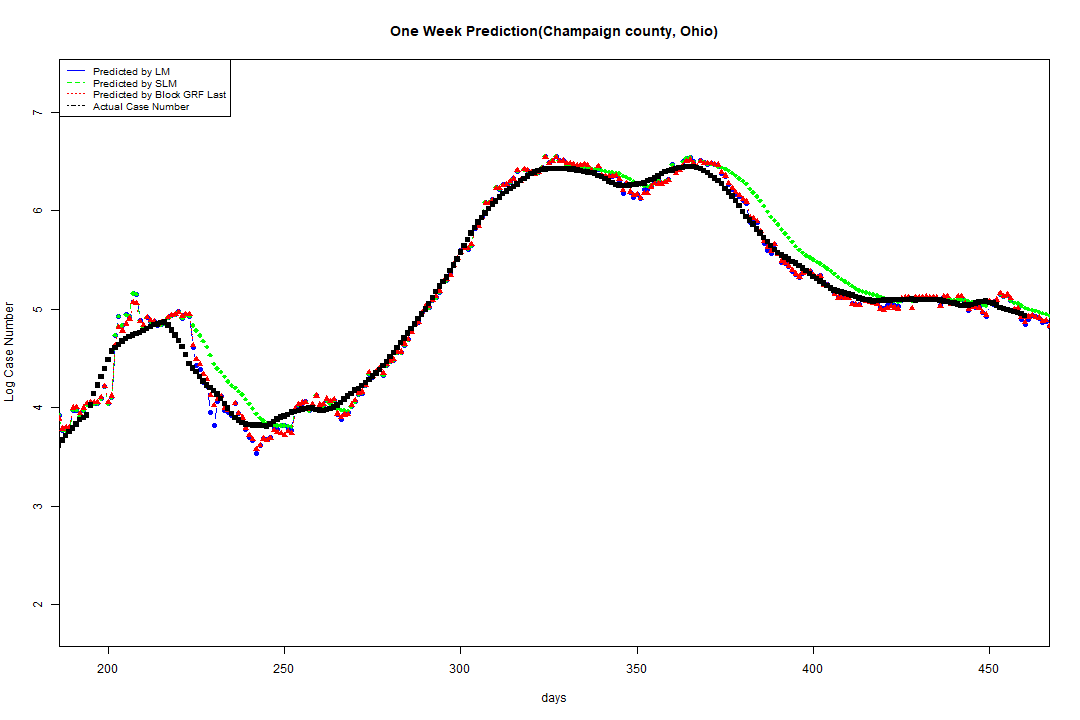 One Week Prediction(Champaign county, Ohio)
Predicted by LM
Predicted by SLM
Predicted by Block GRF Last
Actual Case Number
7
6
5
4
3
2
Log Case Number
200 250 300 350 400 450
days